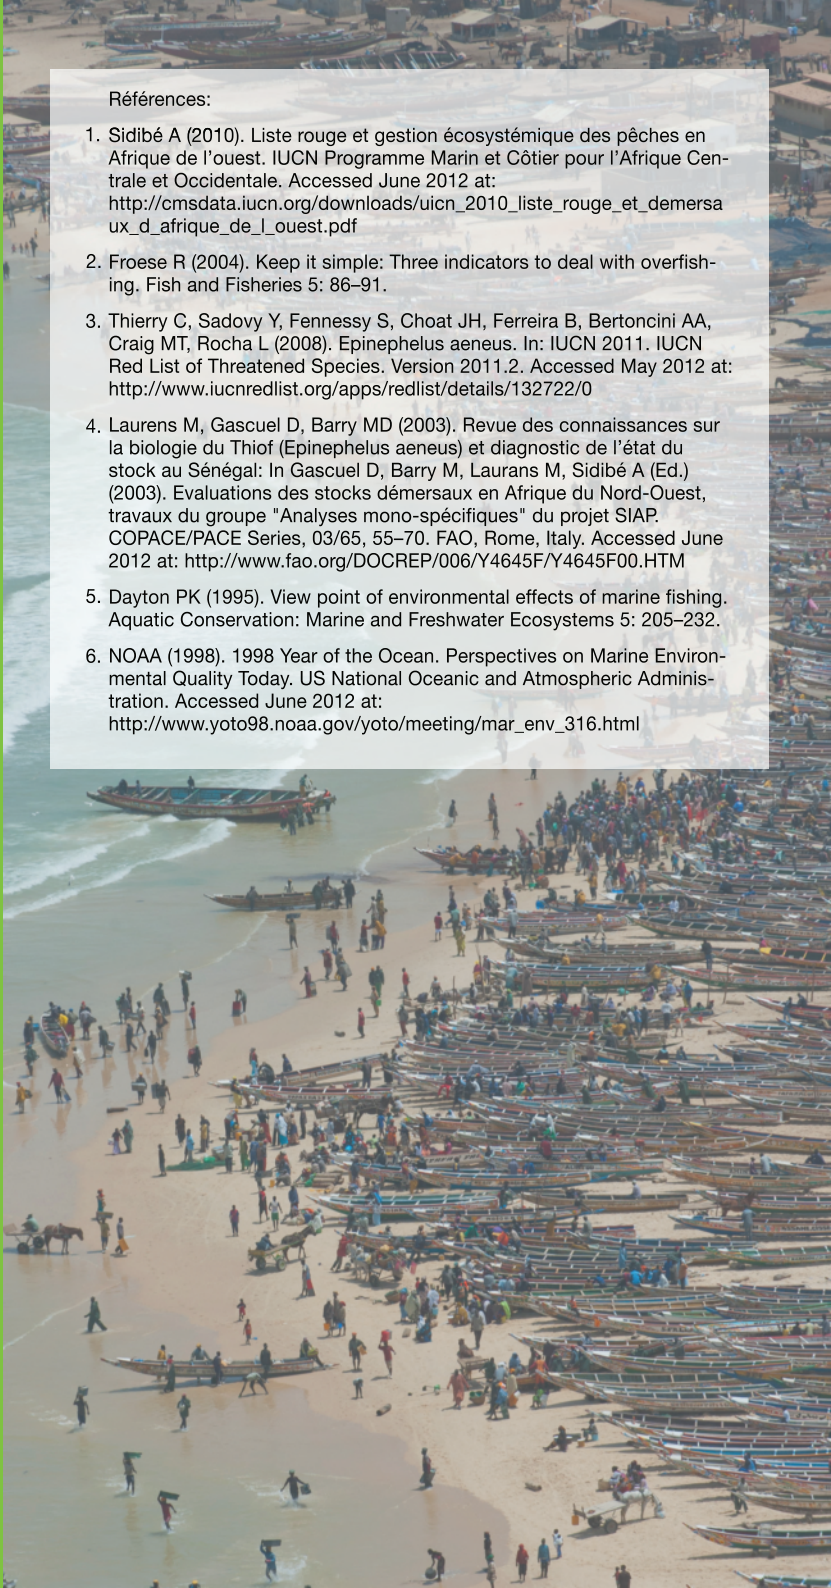 Références:
1. Sidibé A (2010). Liste rouge et gestion écosystémique des pêches en
Afrique de l'ouest. IUCN Programme Marin et Côtier pour l'Afrique Cen-
trale et Occidentale. Accessed June 2012 at:
http://cmsdata.iucn.org/downloads/uicn_2010_liste_rouge_et_demersa
ux_d_afrique_de_l_ouest.pdf
2. Froese R (2004). Keep it simple: Three indicators to deal with overfish-
ing. Fish and Fisheries 5: 86–91.
3. Thierry C, Sadovy Y, Fennessy S, Choat JH, Ferreira B, Bertoncini AA,
Craig MT, Rocha L (2008). Epinephelus aeneus. In: IUCN 2011. IUCN
Red List of Threatened Species. Version 2011.2. Accessed May 2012 at:
http://www.iucnredlist.org/apps/redlist/details/132722/0
4. Laurens M, Gascuel D, Barry MD (2003). Revue des connaissances sur
la biologie du Thiof (Epinephelus aeneus) et diagnostic de l'état du
stock au Sénégal: In Gascuel D, Barry M, Laurans M, Sidibé A (Ed.)
(2003). Evaluations des stocks démersaux en Afrique du Nord-Ouest,
travaux du groupe "Analyses mono-spécifiques" du projet SIAP.
COPACE/PACE Series, 03/65, 55–70. FAO, Rome, Italy. Accessed June
2012 at: http://www.fao.org/DOCREP/006/Y4645F/Y4645F00.HTM
5. Dayton PK (1995). View point of environmental effects of marine fishing.
Aquatic Conservation: Marine and Freshwater Ecosystems 5: 205–232.
6. NOAA (1998). 1998 Year of the Ocean. Perspectives on Marine Environ-
mental Quality Today. US National Oceanic and Atmospheric Adminis-
tration. Accessed June 2012 at:
http://www.yoto98.noaa.gov/yoto/meeting/mar_env_316.html